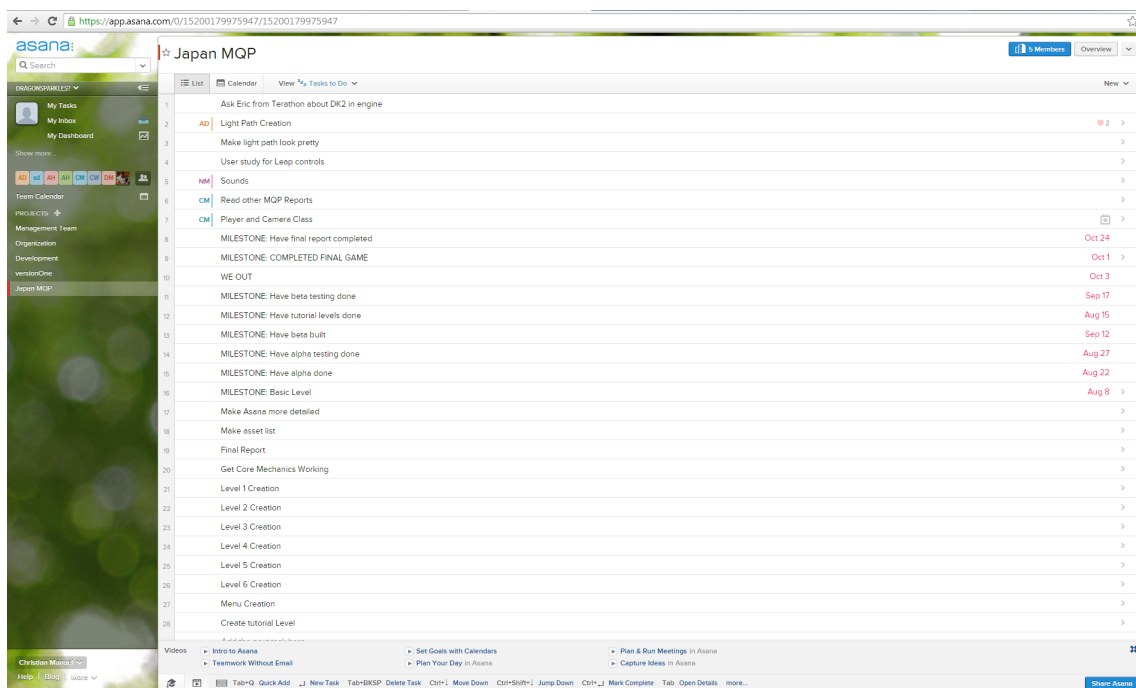 https://app.asana.com/0/15200179975947/15200179975947
asana:
Search
DRAGONSPARKLES?
My Tasks
My Inbox
My Dashboard
Show more...
AD ad AH AH CM CW DM
Team Calendar
PROJECTS +
Management Team
Organization
Development
versionOne
Japan MQP
Help | Blog | More
Japan MQP
5 Members Overview
List Calendar View Tasks to Do New
1 Ask Eric from Terathon about DK2 in engine
2 AD Light Path Creation 2
3 Make light path look pretty
4 User study for Leap controls
5 NM Sounds
6 CM Read other MQP Reports
7 CM Player and Camera Class
8 MILESTONE: Have final report completed Oct 24
9 MILESTONE: COMPLETED FINAL GAME Oct 1
10 WE OUT Oct 3
11 MILESTONE: Have beta testing done Sep 17
12 MILESTONE: Have tutorial levels done Aug 15
13 MILESTONE: Have beta built Sep 12
14 MILESTONE: Have alpha testing done Aug 27
15 MILESTONE: Have alpha done Aug 22
16 MILESTONE: Basic Level Aug 8
17 Make Asana more detailed
18 Make asset list
19 Final Report
20 Get Core Mechanics Working
21 Level 1 Creation
22 Level 2 Creation
23 Level 3 Creation
24 Level 4 Creation
25 Level 5 Creation
26 Level 6 Creation
27 Menu Creation
28 Create tutorial Level
Videos Intro to Asana Set Goals with Calendars Plan & Run Meetings in Asana
Teamwork Without Email Plan Your Day in Asana Capture Ideas in Asana
Tab+Q Quick Add New Task Tab+BKSP Delete Task Ctrl+↓ Move Down Ctrl+Shift+↓ Jump Down Ctrl+ Mark Complete Tab Open Details more... Share Asana